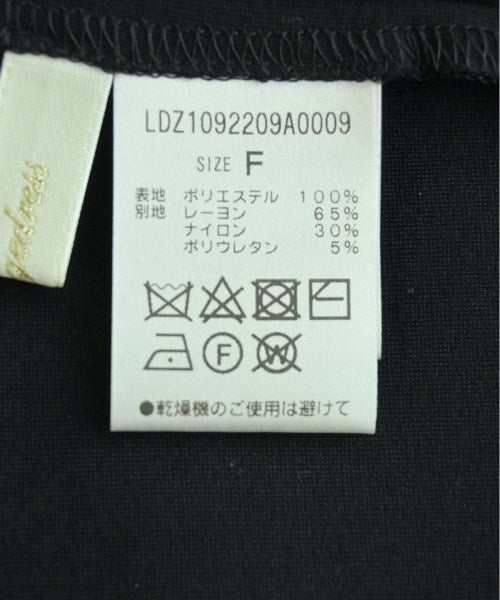 LDZ1092209A0009
SIZE F
表地 ポリエステル 100%
別地 レーヨン 65%
ナイロン 30%
ポリウレタン 5%
F W
●乾燥機のご使用は避けて